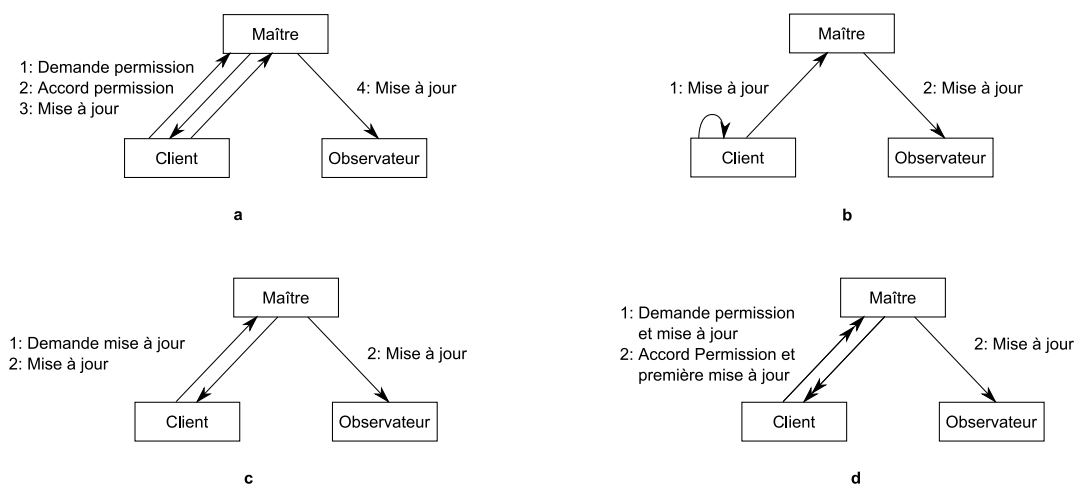 Maître
1: Demande permission
2: Accord permission
3: Mise à jour
4: Mise à jour
Client
Observateur
a
Maître
1: Mise à jour
2: Mise à jour
Client
Observateur
b
Maître
1: Demande mise à jour
2: Mise à jour
2: Mise à jour
Client
Observateur
c
Maître
1: Demande permission
et mise à jour
2: Accord Permission et
première mise à jour
2: Mise à jour
Client
Observateur
d